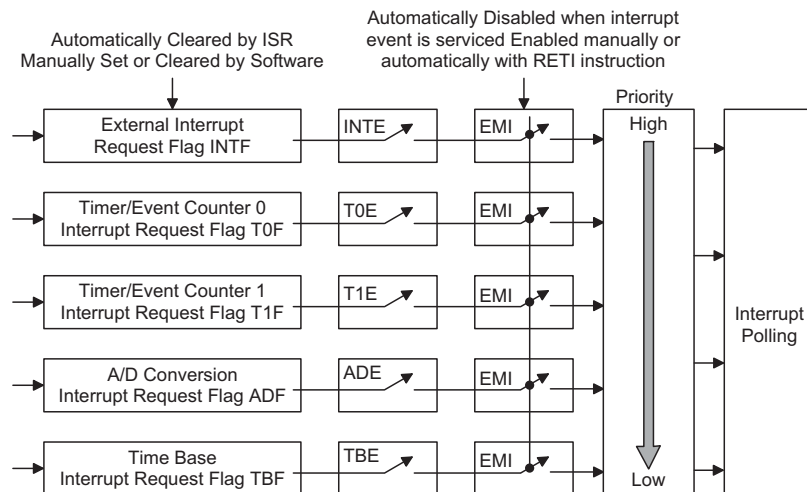 Automatically Cleared by ISR
Manually Set or Cleared by Software
Automatically Disabled when interrupt
event is serviced Enabled manually or
automatically with RETI instruction
Priority
External Interrupt
Request Flag INTF
INTE
EMI
High
Timer/Event Counter 0
Interrupt Request Flag T0F
T0E
EMI
Timer/Event Counter 1
Interrupt Request Flag T1F
T1E
EMI
Interrupt
Polling
A/D Conversion
Interrupt Request Flag ADF
ADE
EMI
Time Base
Interrupt Request Flag TBF
TBE
EMI
Low